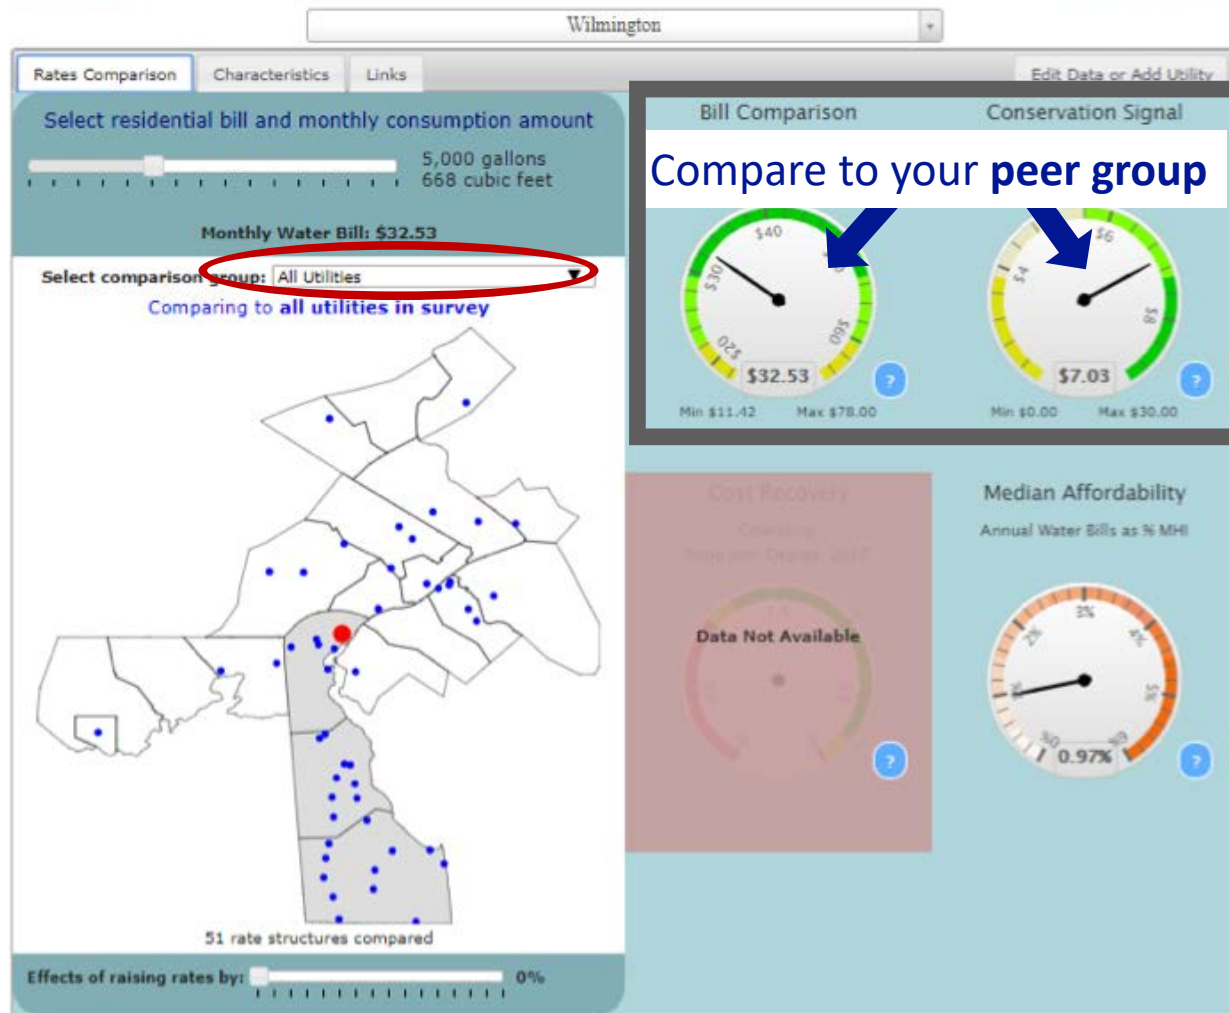 Wilmington
Rates Comparison
Characteristics
Links
Edit Data or Add Utility
Select residential bill and monthly consumption amount
5,000 gallons
668 cubic feet
Monthly Water Bill: $32.53
Select comparison group: All Utilities
Comparing to all utilities in survey
51 rate structures compared
Effects of raising rates by:
0%
Bill Comparison
Conservation Signal
Compare to your peer group
$20
$30
$40
$60
$32.53
?
Min $11.42
Max $78.00
$4
$6
$8
$7.03
?
Min $0.00
Max $30.00
Cost Recovery
Data Not Available
?
Median Affordability
Annual Water Bills as % MHI
0%
1%
2%
3%
4%
5%
6%
0.97%
?